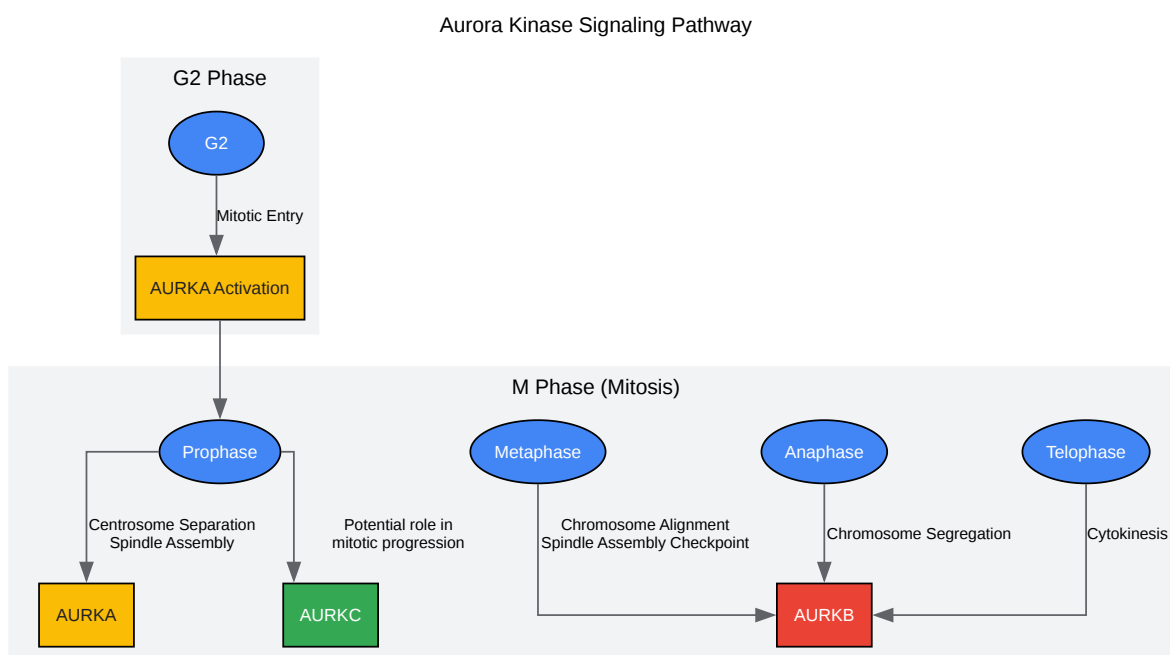 Aurora Kinase Signaling Pathway
G2 Phase
G2
Mitotic Entry
AURKA Activation
M Phase (Mitosis)
Prophase
Metaphase
Anaphase
Telophase
Centrosome Separation
Spindle Assembly
Potential role in
mitotic progression
Chromosome Alignment
Spindle Assembly Checkpoint
Chromosome Segregation
Cytokinesis
AURKA
AURKC
AURKB